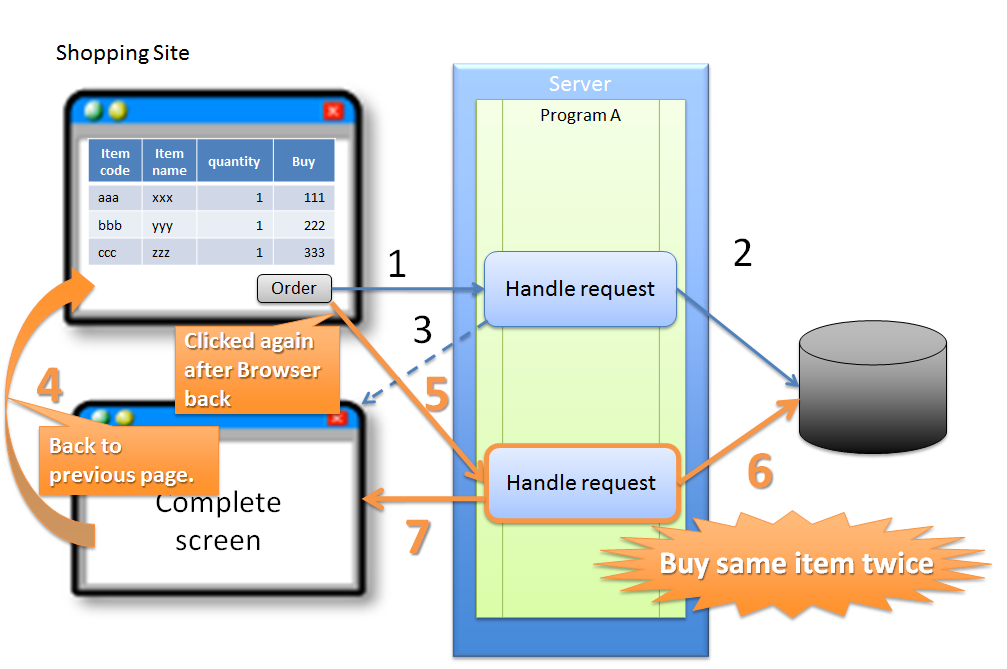 Shopping Site
Server
Program A
Item code Item name quantity Buy
aaa xxx 1 111
bbb yyy 1 222
ccc zzz 1 333
Order
1
Handle request
2
3
Clicked again
after Browser
back
4
5
Back to
previous page.
Complete
screen
Handle request
6
7
Buy same item twice